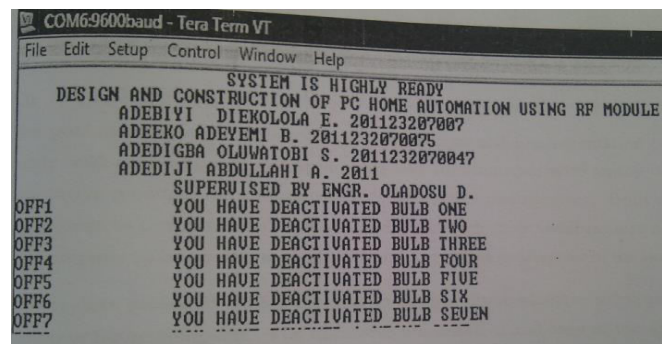 COM6:9600baud - Tera Term VT
File Edit Setup Control Window Help
SYSTEM IS HIGHLY READY
DESIGN AND CONSTRUCTION OF PC HOME AUTOMATION USING RF MODULE
ADEBIYI DIEKOLOLA E. 201123207007
ADEEKO ADEYEMI B. 2011232070075
ADEDIGBA OLUWATOBI S. 2011232070047
ADEDIJI ABDULLAHI A. 2011
SUPERVISED BY ENGR. OLADOSU D.
OFF1 YOU HAVE DEACTIVATED BULB ONE
OFF2 YOU HAVE DEACTIVATED BULB TWO
OFF3 YOU HAVE DEACTIVATED BULB THREE
OFF4 YOU HAVE DEACTIVATED BULB FOUR
OFF5 YOU HAVE DEACTIVATED BULB FIVE
OFF6 YOU HAVE DEACTIVATED BULB SIX
OFF7 YOU HAVE DEACTIVATED BULB SEVEN